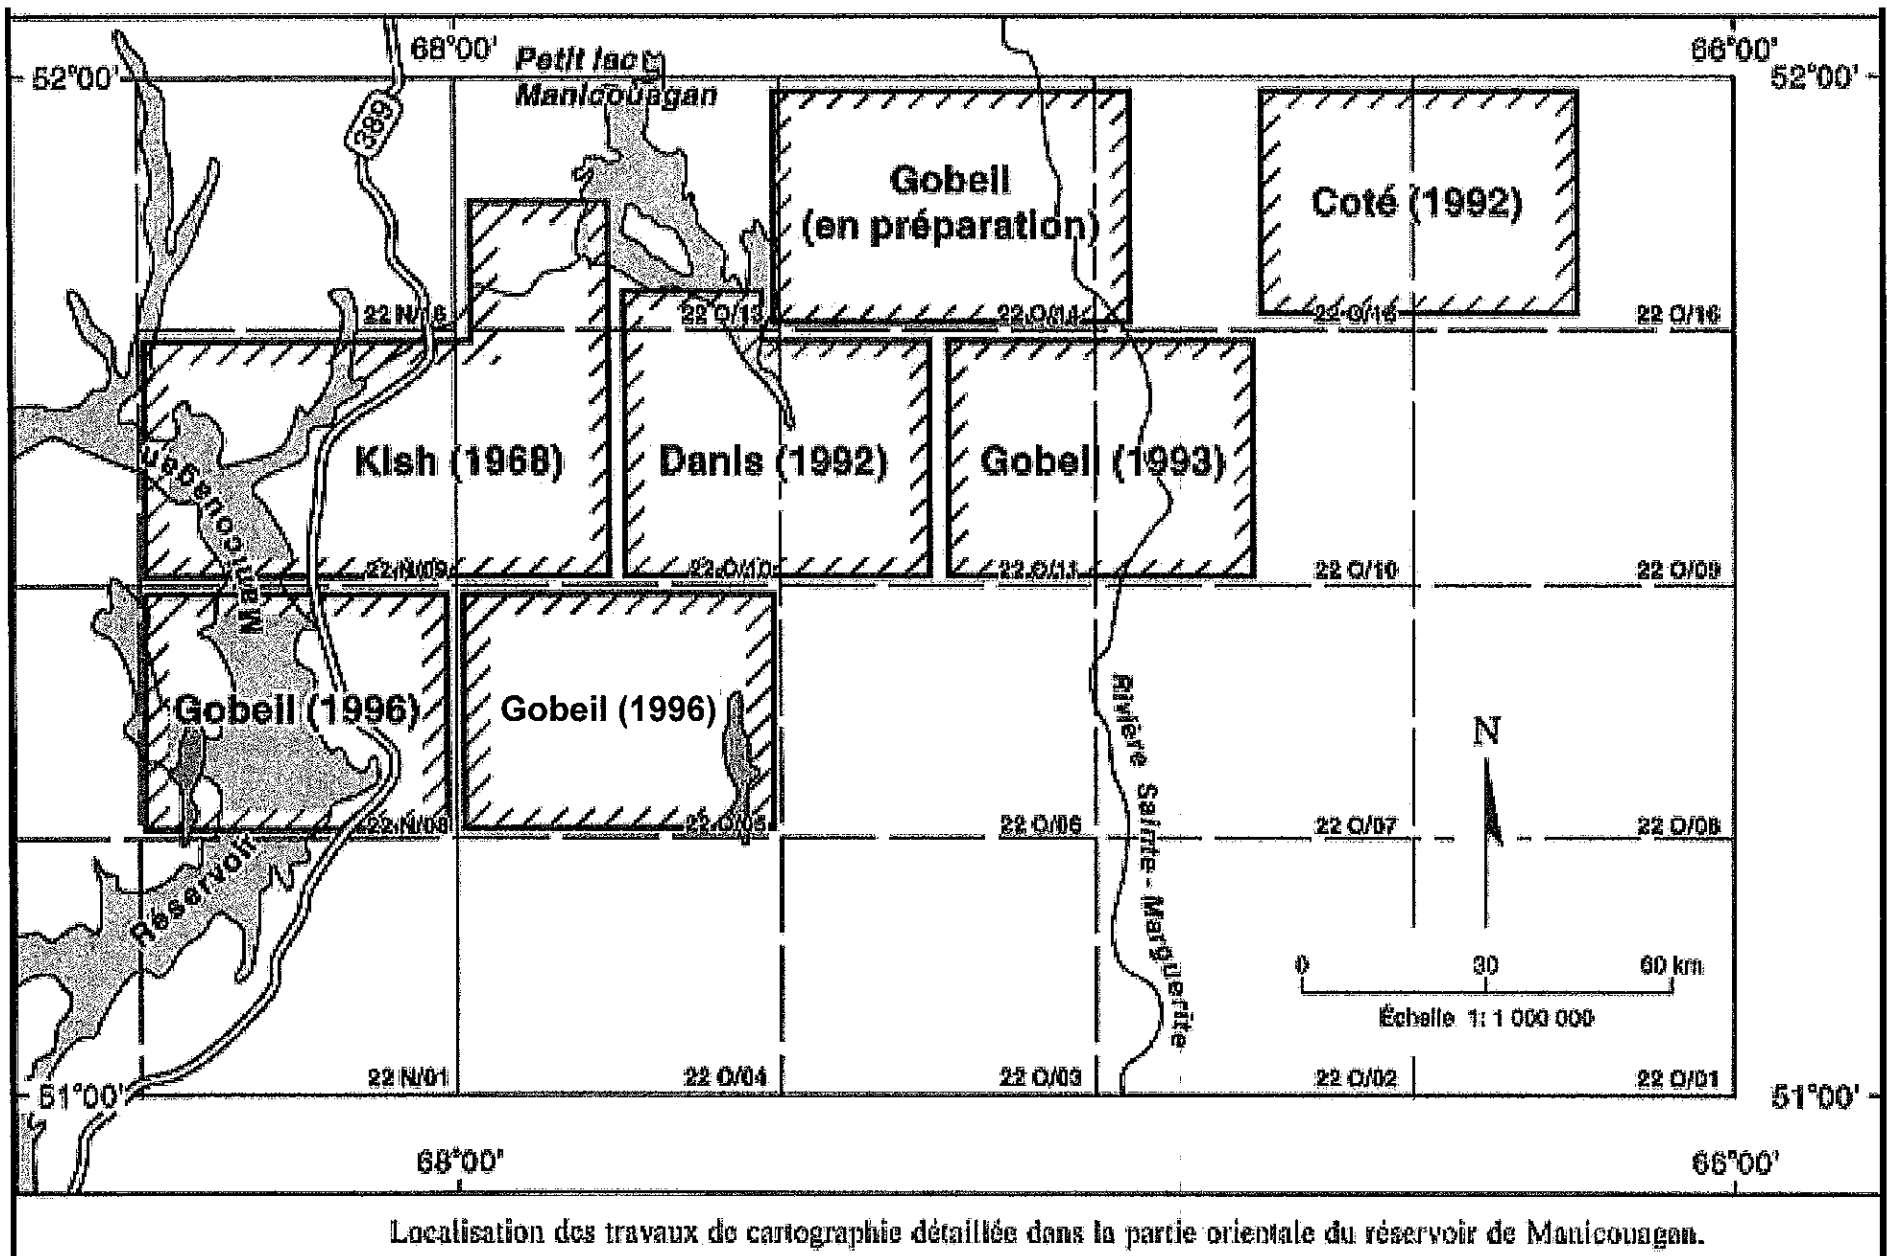 68°00'
66°00'
52°00'
52°00'
Petit lac
Manicouagan
389
Gobeil
(en préparation)
Coté (1992)
22 N/16
22 O/13
22 O/14
22 O/15
22 O/16
Kish (1968)
Danis (1992)
Gobeil (1993)
22 N/09
22 O/11
22 O/10
22 O/09
Gobeil (1996)
Gobeil (1996)
Réservoir
Rivière Sainte-Marguerite
N
22 N/08
22 O/05
22 O/06
22 O/07
22 O/08
0 30 60 km
Échelle 1: 1 000 000
22 N/01
22 O/04
22 O/03
22 O/02
22 O/01
51°00'
51°00'
68°00'
66°00'
Localisation des travaux de cartographie détaillée dans la partie orientale du réservoir de Manicouagan.